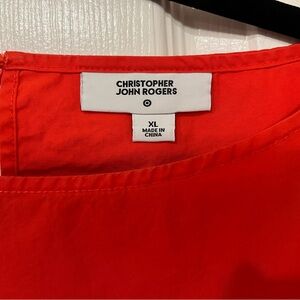 CHRISTOPHER
JOHN ROGERS
XL
MADE IN
CHINA